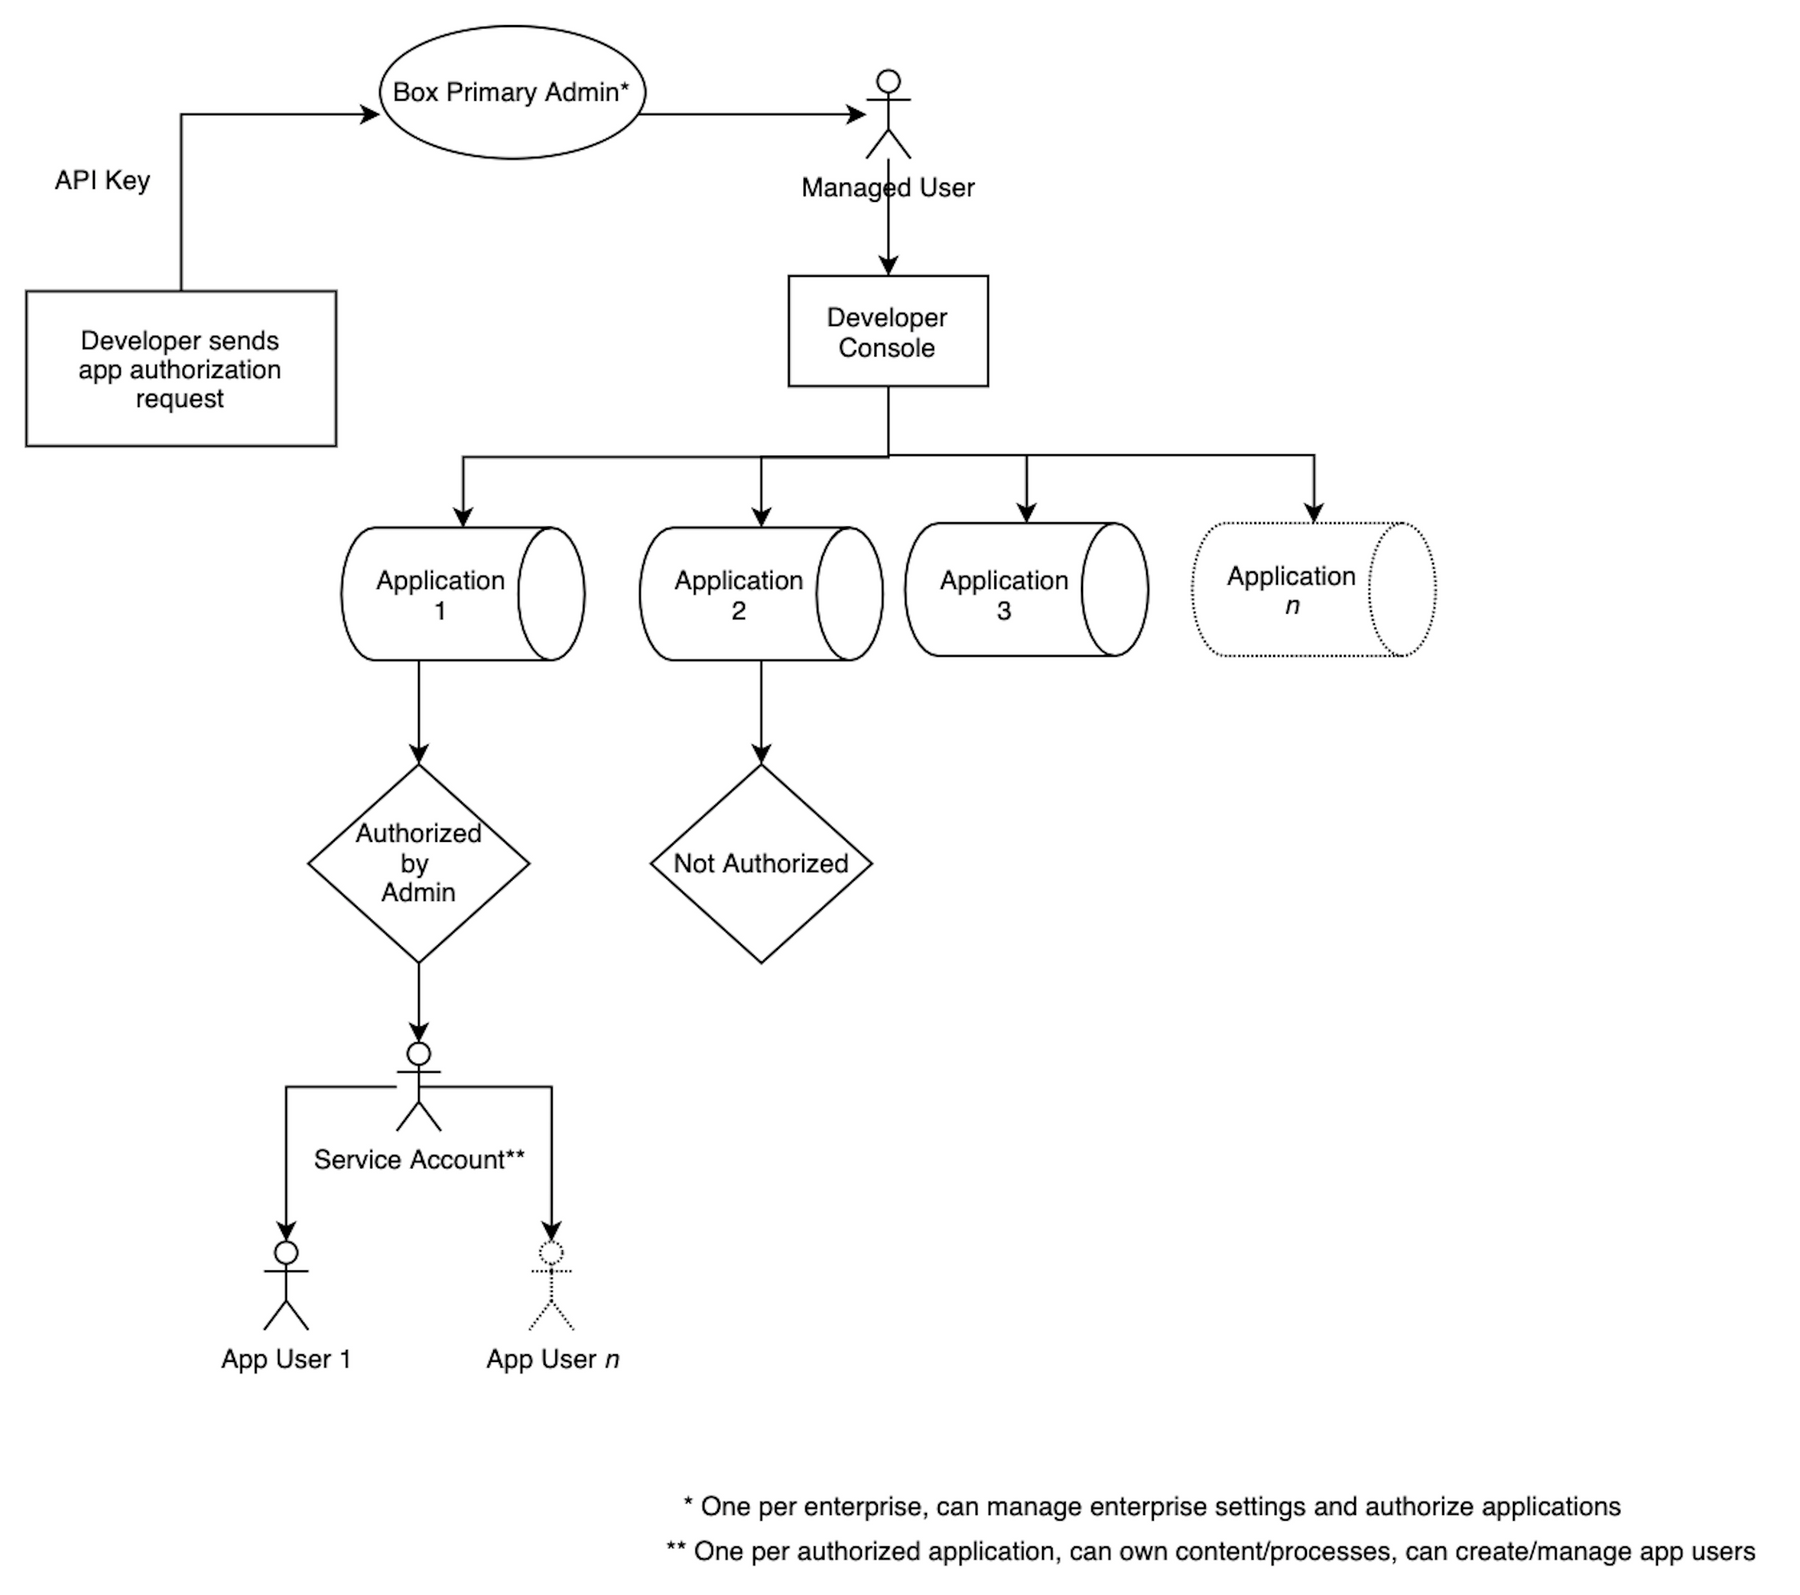 Box Primary Admin*
API Key
Managed User
Developer sends
app authorization
request
Developer
Console
Application
1
Application
2
Application
3
Application
n
Authorized
by
Admin
Not Authorized
Service Account**
App User 1
App User n
* One per enterprise, can manage enterprise settings and authorize applications
** One per authorized application, can own content/processes, can create/manage app users